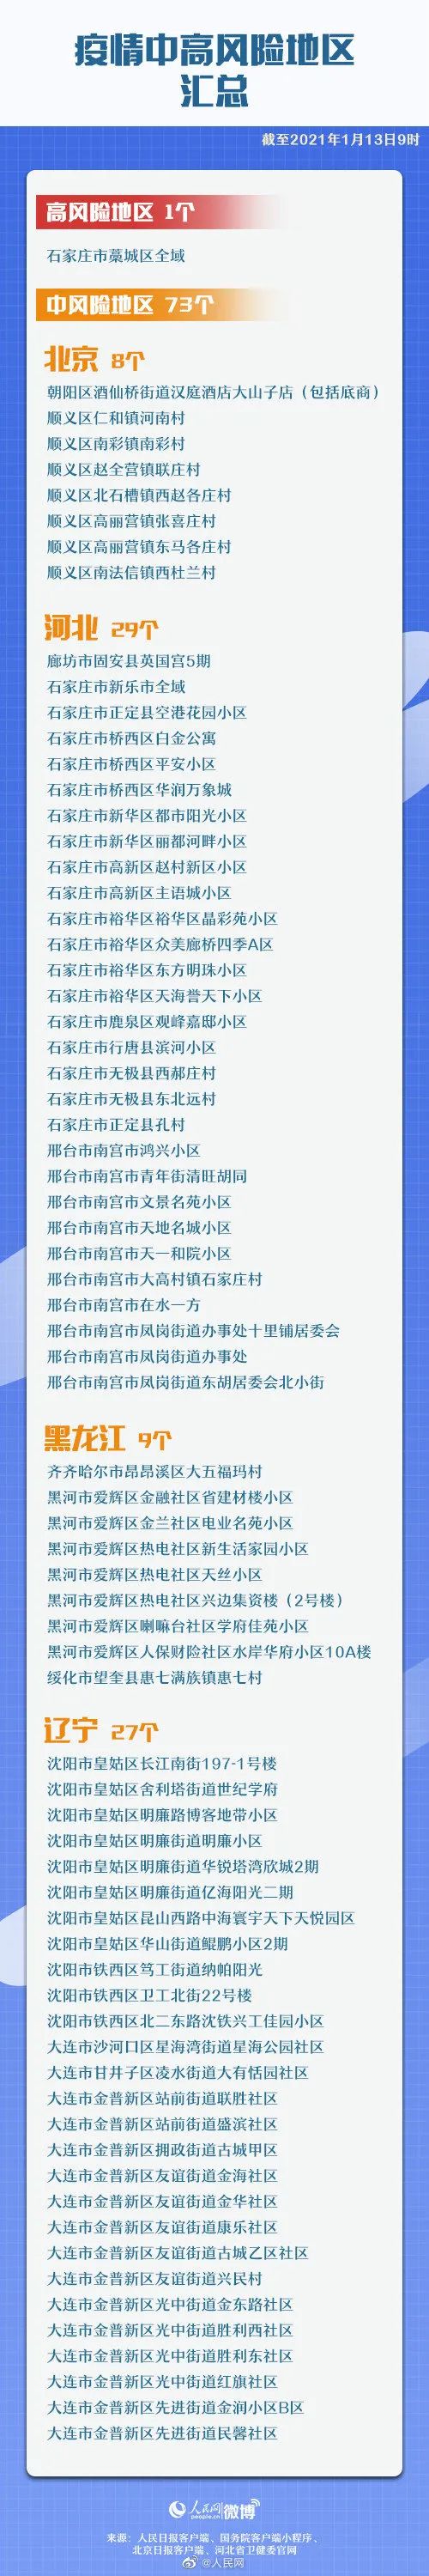 疫情中高风险地区
汇总
截至2021年1月13日9时
高风险地区 1个
石家庄市藁城区全域
中风险地区 73个
北京 8个
朝阳区酒仙桥街道汉庭酒店大山子店（包括底商）
顺义区仁和镇河南村
顺义区南彩镇南彩村
顺义区赵全营镇联庄村
顺义区北石槽镇西赵各庄村
顺义区高丽营镇张喜庄村
顺义区高丽营镇东马各庄村
顺义区南法信镇西杜兰村
河北 29个
廊坊市固安县英国宫5期
石家庄市新乐市全域
石家庄市正定县空港花园小区
石家庄市桥西区白金公寓
石家庄市桥西区平安小区
石家庄市桥西区华润万象城
石家庄市新华区都市阳光小区
石家庄市新华区丽都河畔小区
石家庄市高新区赵村新区小区
石家庄市高新区主语城小区
石家庄市裕华区裕华区晶彩苑小区
石家庄市裕华区众美廊桥四季A区
石家庄市裕华区东方明珠小区
石家庄市裕华区天海誉天下小区
石家庄市鹿泉区观峰嘉邸小区
石家庄市行唐县滨河小区
石家庄市无极县西郝庄村
石家庄市无极县东北远村
石家庄市正定县孔村
邢台市南宫市鸿兴小区
邢台市南宫市青年街清旺胡同
邢台市南宫市文景名苑小区
邢台市南宫市天地名城小区
邢台市南宫市天一和院小区
邢台市南宫市大高村镇石家庄村
邢台市南宫市在水一方
邢台市南宫市凤岗街道办事处十里铺居委会
邢台市南宫市凤岗街道办事处
邢台市南宫市凤岗街道东胡居委会北小街
黑龙江 9个
齐齐哈尔市昂昂溪区大五福玛村
黑河市爱辉区金融社区省建材楼小区
黑河市爱辉区金兰社区电业名苑小区
黑河市爱辉区热电社区新生活家园小区
黑河市爱辉区热电社区天丝小区
黑河市爱辉区热电社区兴边集资楼（2号楼）
黑河市爱辉区喇嘛台社区学府佳苑小区
黑河市爱辉区人保财险社区水岸华府小区10A楼
绥化市望奎县惠七满族镇惠七村
辽宁 27个
沈阳市皇姑区长江南街197-1号楼
沈阳市皇姑区舍利塔街道世纪学府
沈阳市皇姑区明廉路博客地带小区
沈阳市皇姑区明廉街道明廉小区
沈阳市皇姑区明廉街道华锐塔湾欣城2期
沈阳市皇姑区明廉街道亿海阳光二期
沈阳市皇姑区昆山西路中海寰宇天下天悦园区
沈阳市皇姑区华山街道鲲鹏小区2期
沈阳市铁西区笃工街道纳帕阳光
沈阳市铁西区卫工北街22号楼
沈阳市铁西区北二东路沈铁兴工佳园小区
大连市沙河口区星海湾街道星海公园社区
大连市甘井子区凌水街道大有恬园社区
大连市金普新区站前街道联胜社区
大连市金普新区站前街道盛滨社区
大连市金普新区拥政街道古城甲区
大连市金普新区友谊街道金海社区
大连市金普新区友谊街道金华社区
大连市金普新区友谊街道康乐社区
大连市金普新区友谊街道古城乙区社区
大连市金普新区友谊街道兴民村
大连市金普新区光中街道金东路社区
大连市金普新区光中街道胜利西社区
大连市金普新区光中街道胜利东社区
大连市金普新区光中街道红旗社区
大连市金普新区先进街道金润小区B区
大连市金普新区先进街道民馨社区
人民网 people.cn 微博
来源：人民日报客户端、国务院客户端小程序、
北京日报客户端、河北省卫健委官网
@人民网